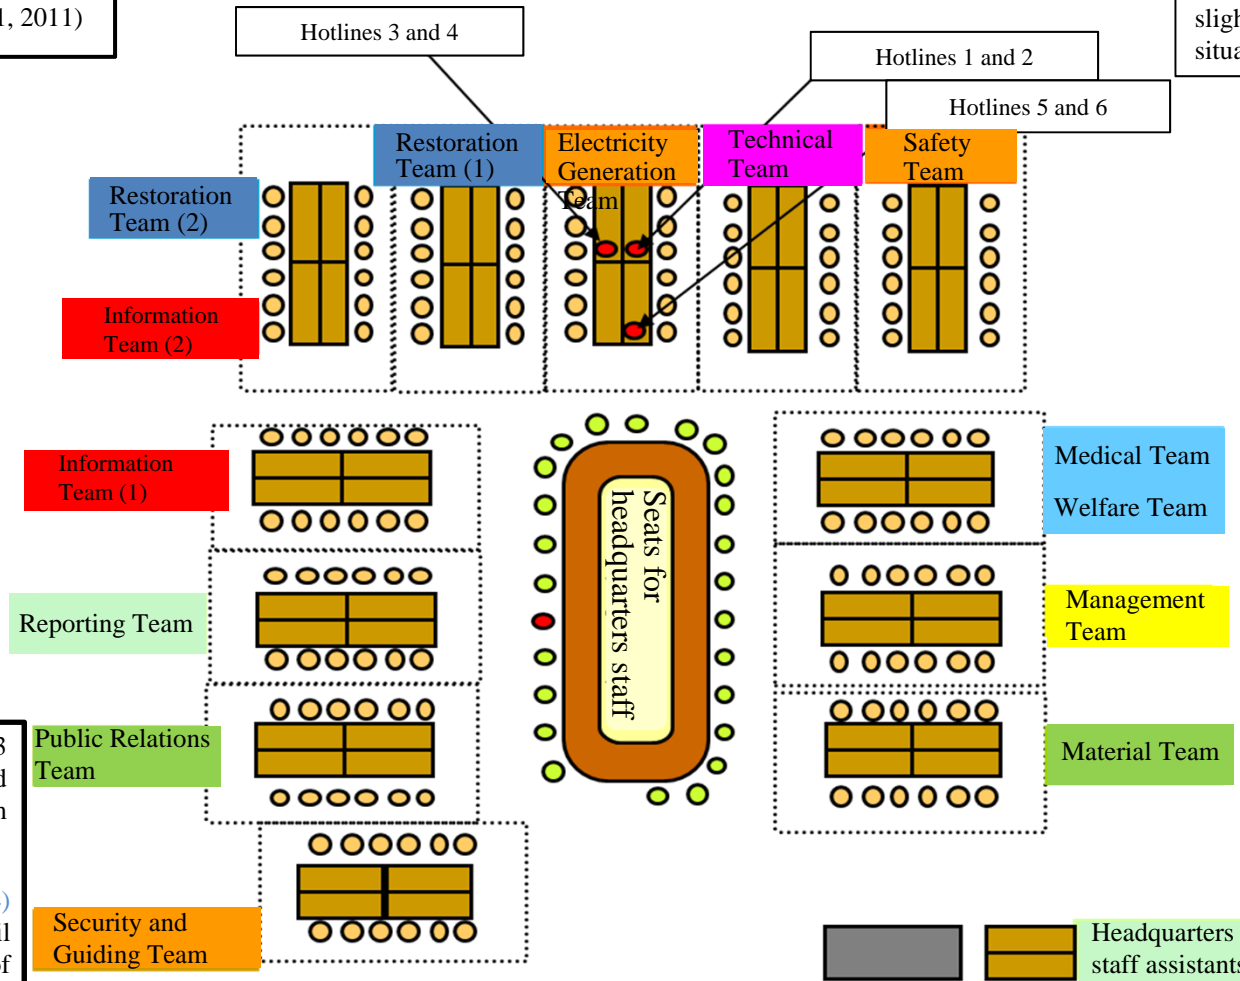 1, 2011)
Hotlines 3 and 4
Hotlines 1 and 2
Hotlines 5 and 6
Restoration
Team (1)
Electricity
Generation
Team
Technical
Team
Safety
Team
Restoration
Team (2)
Information
Team (2)
Information
Team (1)
Reporting Team
Public Relations
Team
Security and
Guiding Team
Seats for
headquarters staff
Medical Team
Welfare Team
Management
Team
Material Team
Headquarters
staff assistants